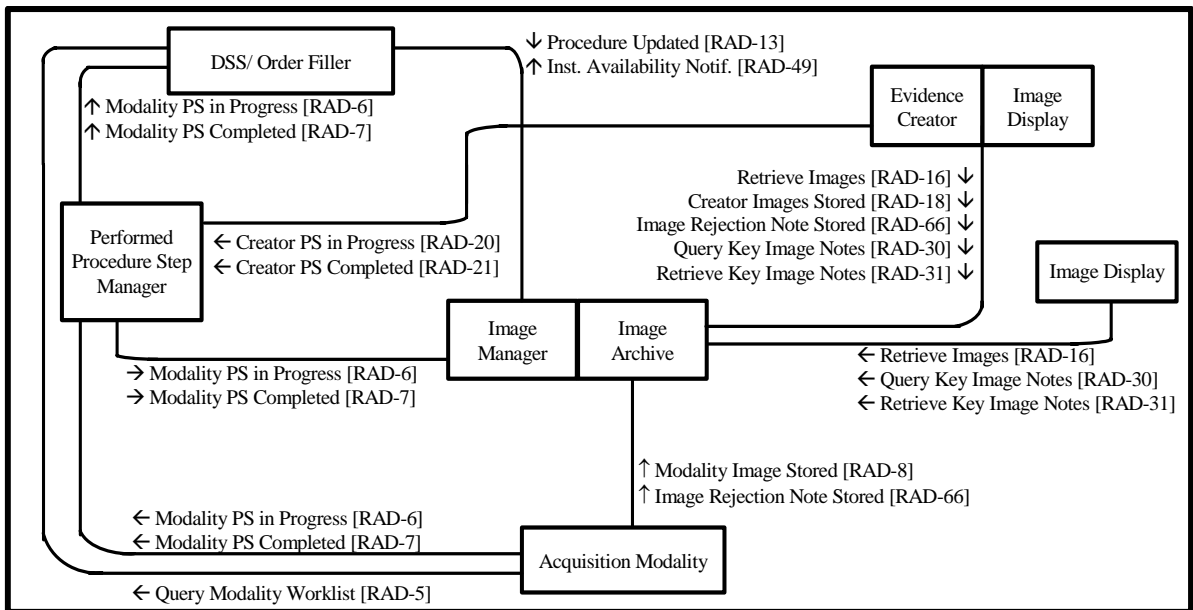 DSS/ Order Filler
↓ Procedure Updated [RAD-13]
↑ Inst. Availability Notif. [RAD-49]
↑ Modality PS in Progress [RAD-6]
↑ Modality PS Completed [RAD-7]
Evidence
Creator
Image
Display
Retrieve Images [RAD-16] ↓
Creator Images Stored [RAD-18] ↓
Image Rejection Note Stored [RAD-66] ↓
Query Key Image Notes [RAD-30] ↓
Retrieve Key Image Notes [RAD-31] ↓
Performed
Procedure Step
Manager
← Creator PS in Progress [RAD-20]
← Creator PS Completed [RAD-21]
Image Display
Image
Manager
Image
Archive
← Retrieve Images [RAD-16]
← Query Key Image Notes [RAD-30]
← Retrieve Key Image Notes [RAD-31]
→ Modality PS in Progress [RAD-6]
→ Modality PS Completed [RAD-7]
↑ Modality Image Stored [RAD-8]
↑ Image Rejection Note Stored [RAD-66]
← Modality PS in Progress [RAD-6]
← Modality PS Completed [RAD-7]
Acquisition Modality
← Query Modality Worklist [RAD-5]